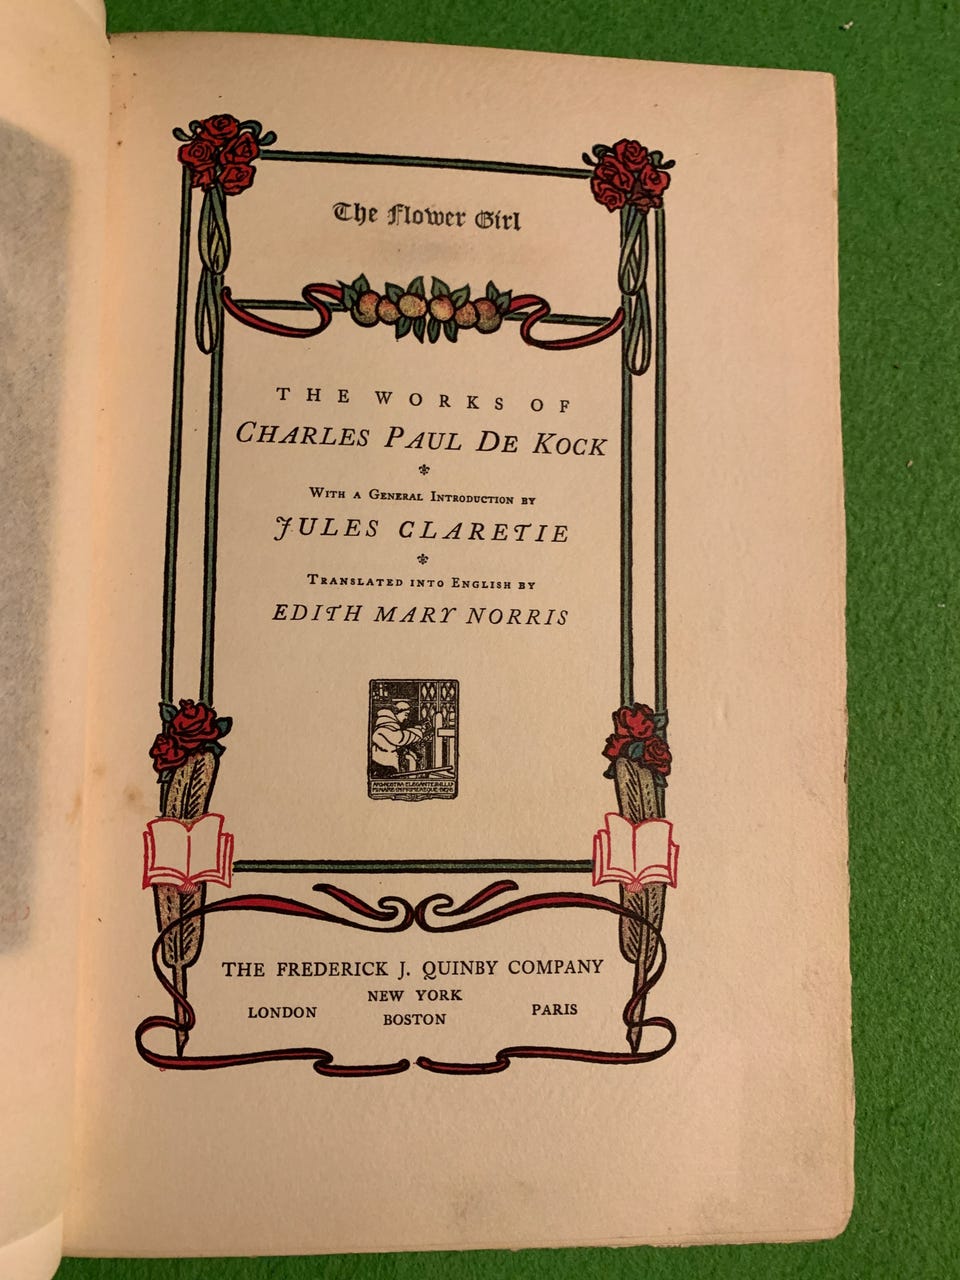 The Flower Girl
THE WORKS OF
CHARLES PAUL DE KOCK
WITH A GENERAL INTRODUCTION BY
JULES CLARETIE
TRANSLATED INTO ENGLISH BY
EDITH MARY NORRIS
THE FREDERICK J. QUINBY COMPANY
NEW YORK
LONDON PARIS
BOSTON